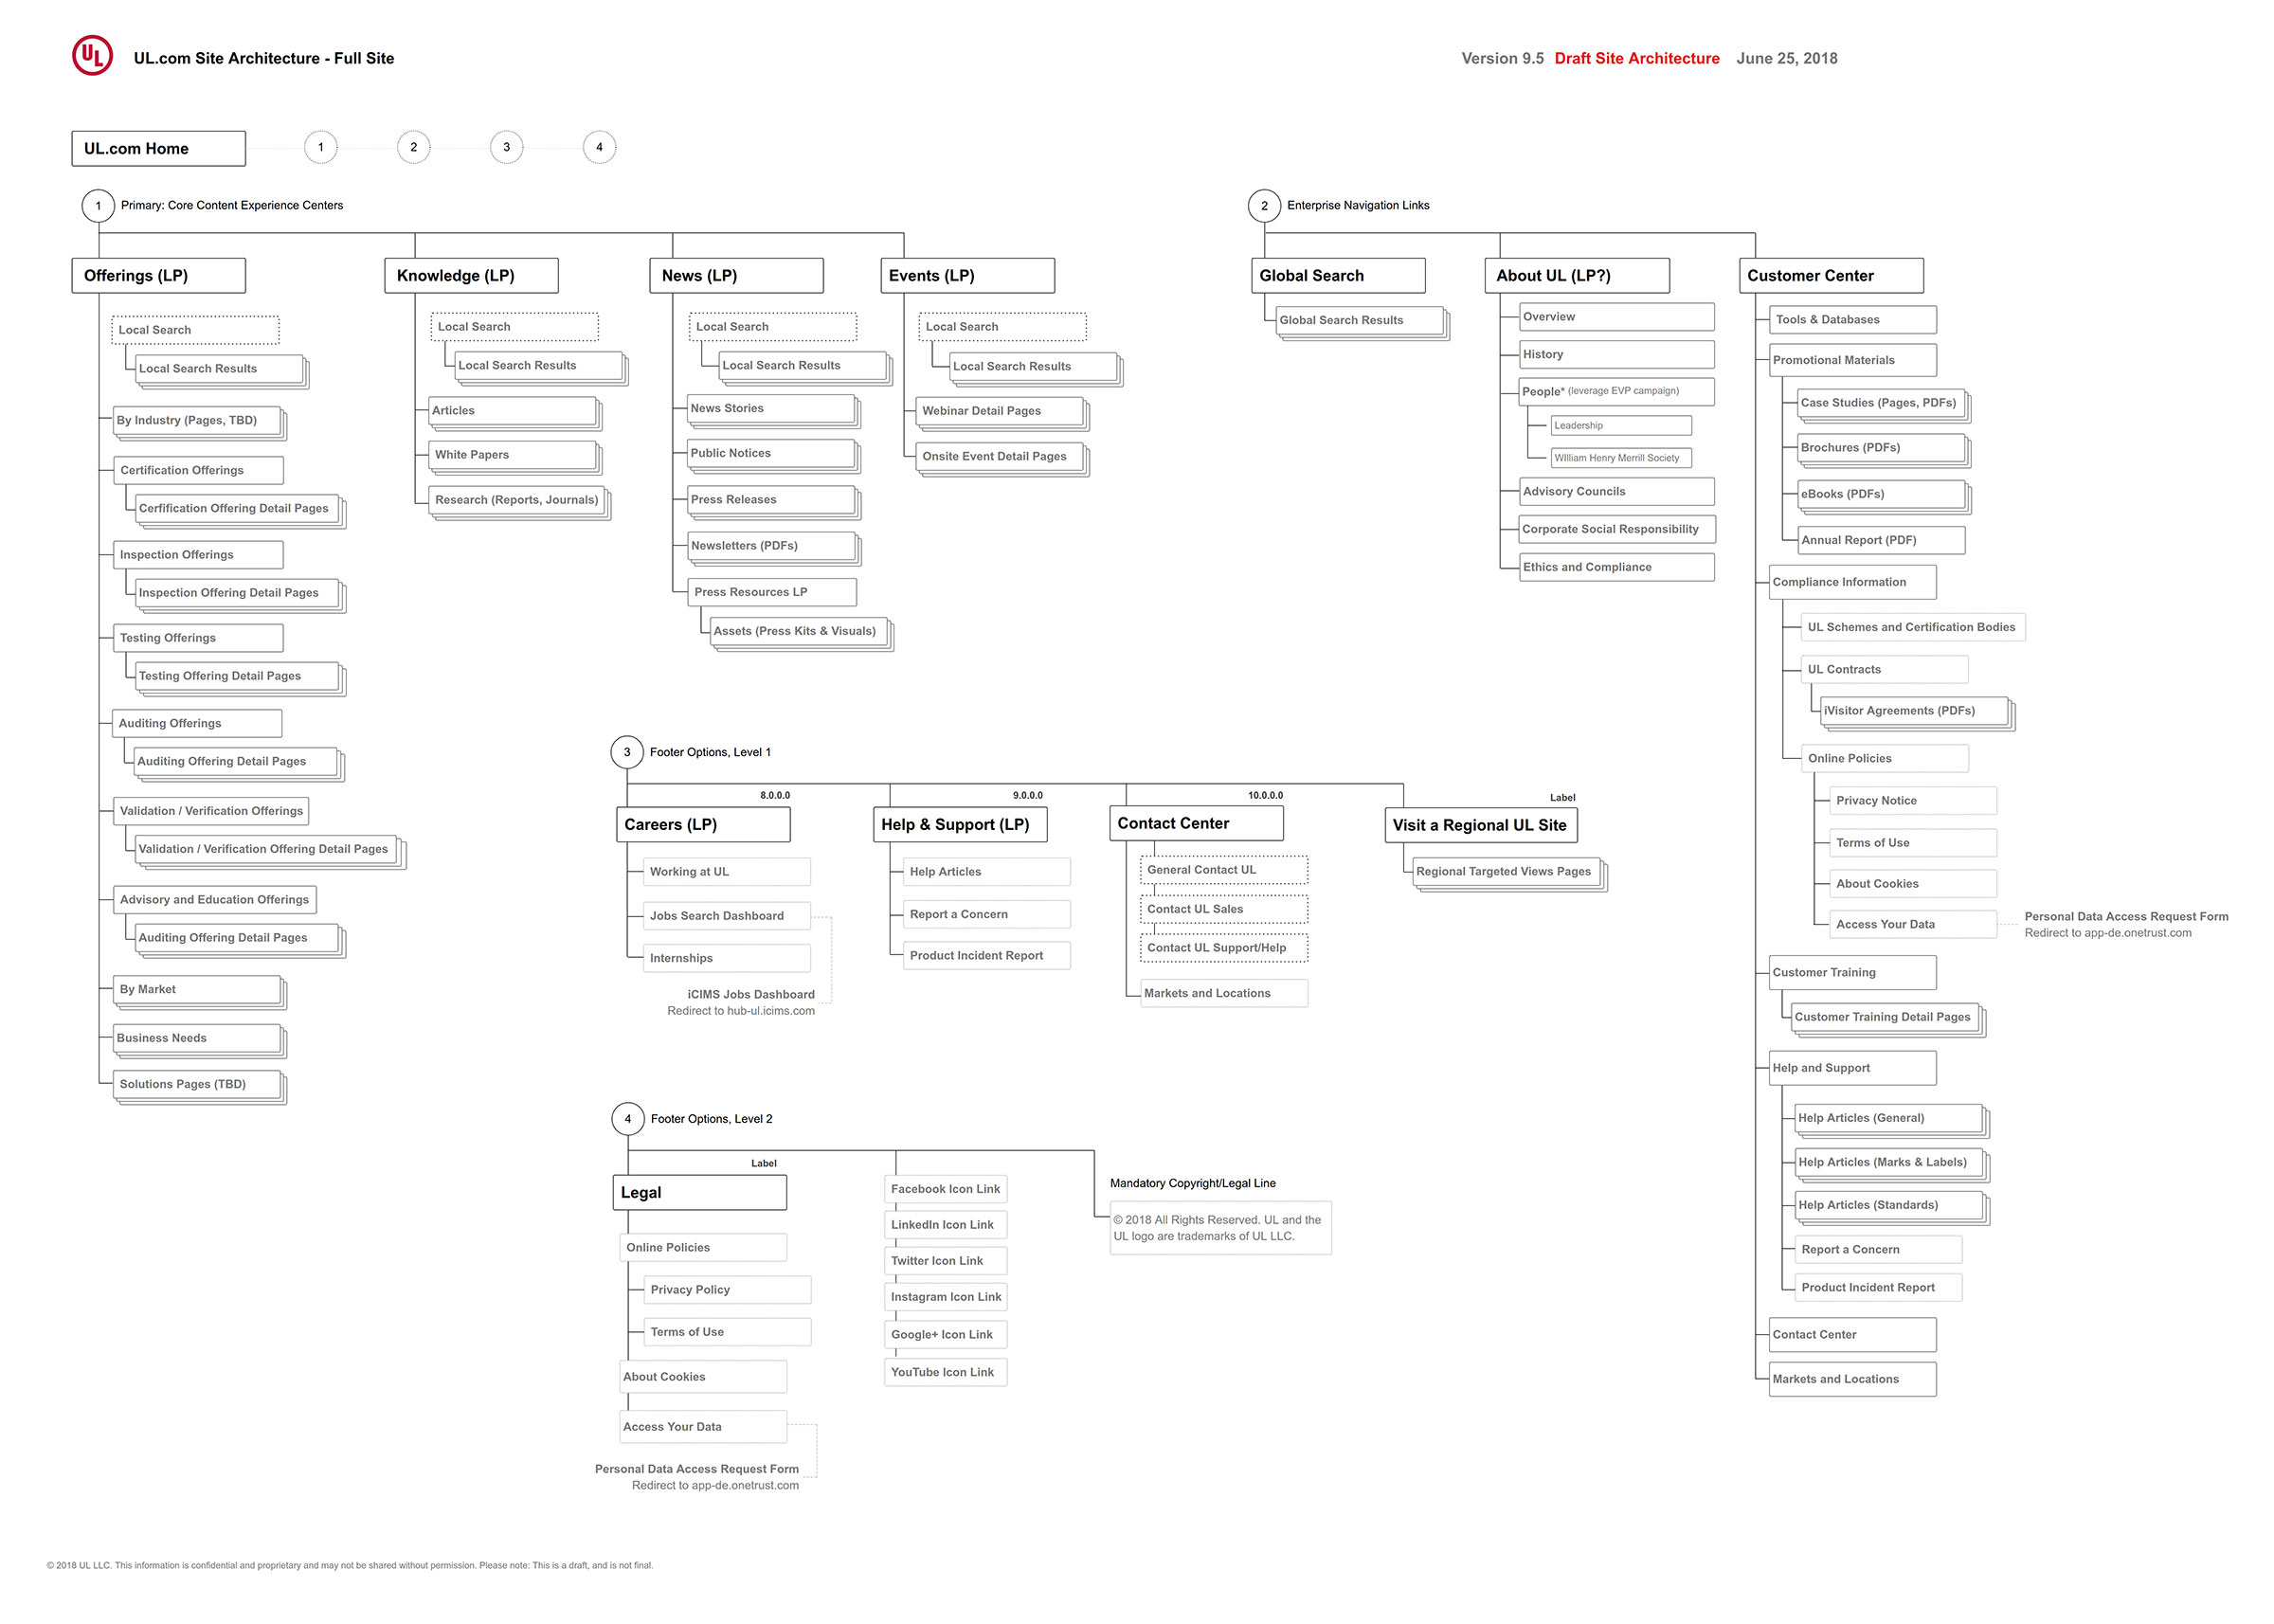 UL
UL.com Site Architecture - Full Site
Version 9.5 Draft Site Architecture June 25, 2018
UL.com Home
1
2
3
4
1
Primary: Core Content Experience Centers
Offerings (LP)
Local Search
Local Search Results
By Industry (Pages, TBD)
Certification Offerings
Cerfification Offering Detail Pages
Inspection Offerings
Inspection Offering Detail Pages
Testing Offerings
Testing Offering Detail Pages
Auditing Offerings
Auditing Offering Detail Pages
Validation / Verification Offerings
Validation / Verification Offering Detail Pages
Advisory and Education Offerings
Auditing Offering Detail Pages
By Market
Business Needs
Solutions Pages (TBD)
Knowledge (LP)
Local Search
Local Search Results
Articles
White Papers
Research (Reports, Journals)
News (LP)
Local Search
Local Search Results
News Stories
Public Notices
Press Releases
Newsletters (PDFs)
Press Resources LP
Assets (Press Kits & Visuals)
Events (LP)
Local Search
Local Search Results
Webinar Detail Pages
Onsite Event Detail Pages
2
Enterprise Navigation Links
Global Search
Global Search Results
About UL (LP?)
Overview
History
People* (leverage EVP campaign)
Leadership
WIlliam Henry Merrill Society
Advisory Councils
Corporate Social Responsibility
Ethics and Compliance
Customer Center
Tools & Databases
Promotional Materials
Case Studies (Pages, PDFs)
Brochures (PDFs)
eBooks (PDFs)
Annual Report (PDF)
Compliance Information
UL Schemes and Certification Bodies
UL Contracts
iVisitor Agreements (PDFs)
Online Policies
Privacy Notice
Terms of Use
About Cookies
Access Your Data
Personal Data Access Request Form
Redirect to app-de.onetrust.com
Customer Training
Customer Training Detail Pages
Help and Support
Help Articles (General)
Help Articles (Marks & Labels)
Help Articles (Standards)
Report a Concern
Product Incident Report
Contact Center
Markets and Locations
3
Footer Options, Level 1
8.0.0.0
Careers (LP)
Working at UL
Jobs Search Dashboard
Internships
iCIMS Jobs Dashboard
Redirect to hub-ul.icims.com
9.0.0.0
Help & Support (LP)
Help Articles
Report a Concern
Product Incident Report
10.0.0.0
Contact Center
General Contact UL
Contact UL Sales
Contact UL Support/Help
Markets and Locations
Label
Visit a Regional UL Site
Regional Targeted Views Pages
4
Footer Options, Level 2
Label
Legal
Online Policies
Privacy Policy
Terms of Use
About Cookies
Access Your Data
Personal Data Access Request Form
Redirect to app-de.onetrust.com
Facebook Icon Link
LinkedIn Icon Link
Twitter Icon Link
Instagram Icon Link
Google+ Icon Link
YouTube Icon Link
Mandatory Copyright/Legal Line
© 2018 All Rights Reserved. UL and the
UL logo are trademarks of UL LLC.
© 2018 UL LLC. This information is confidential and proprietary and may not be shared without permission. Please note: This is a draft, and is not final.